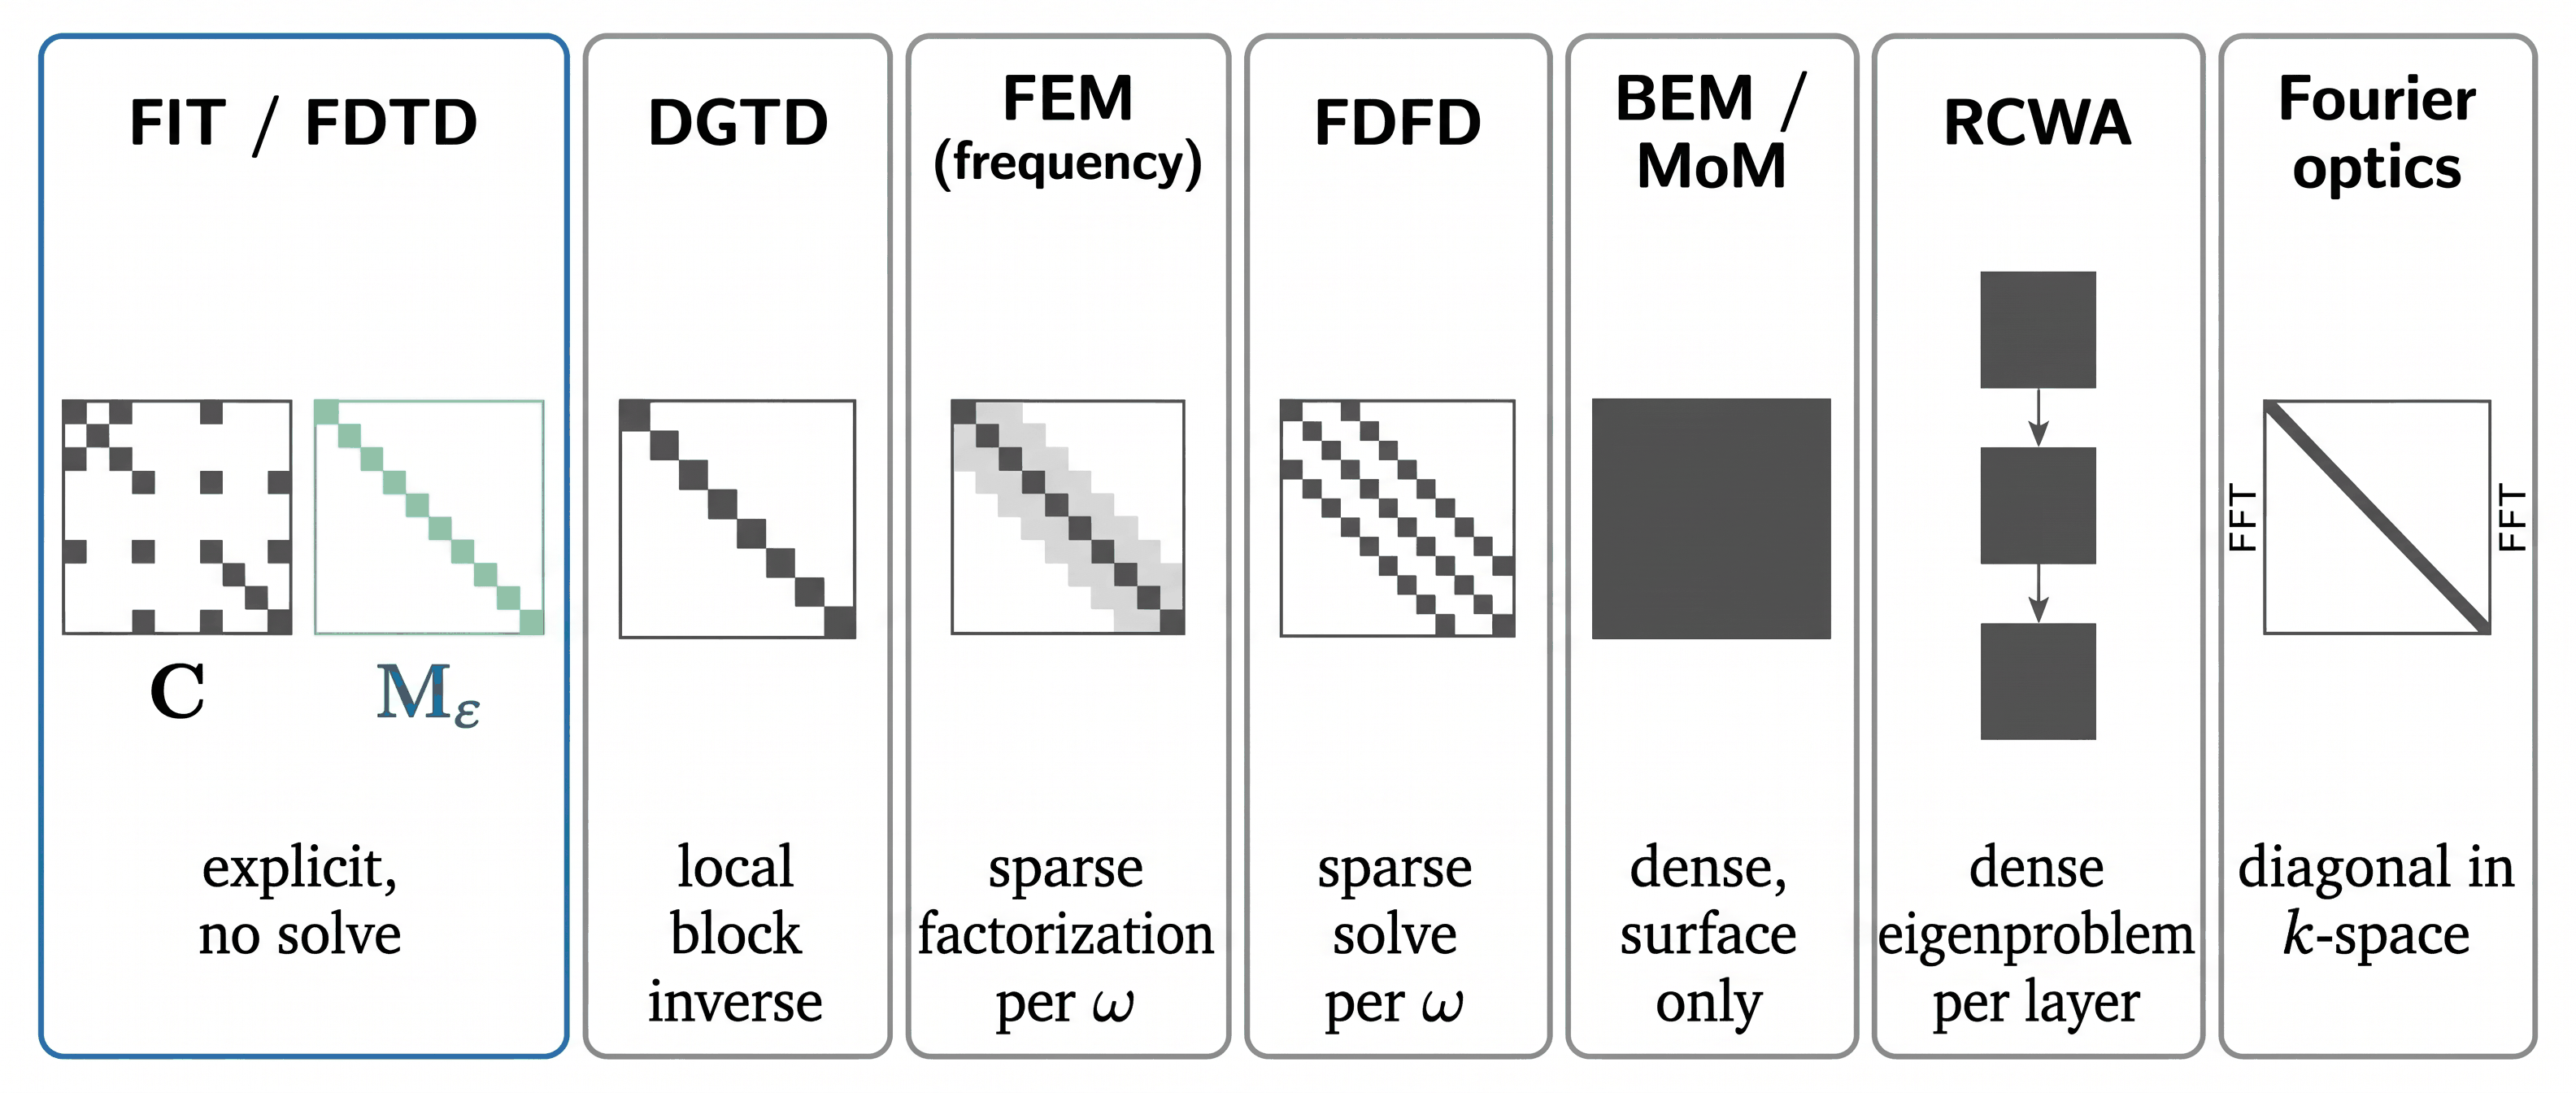 FIT / FDTD
C
Mε
explicit,
no solve
DGTD
local
block
inverse
FEM
(frequency)
sparse
factorization
per ω
FDFD
sparse
solve
per ω
BEM /
MoM
dense,
surface
only
RCWA
dense
eigenproblem
per layer
Fourier
optics
FFT
FFT
diagonal in
k-space